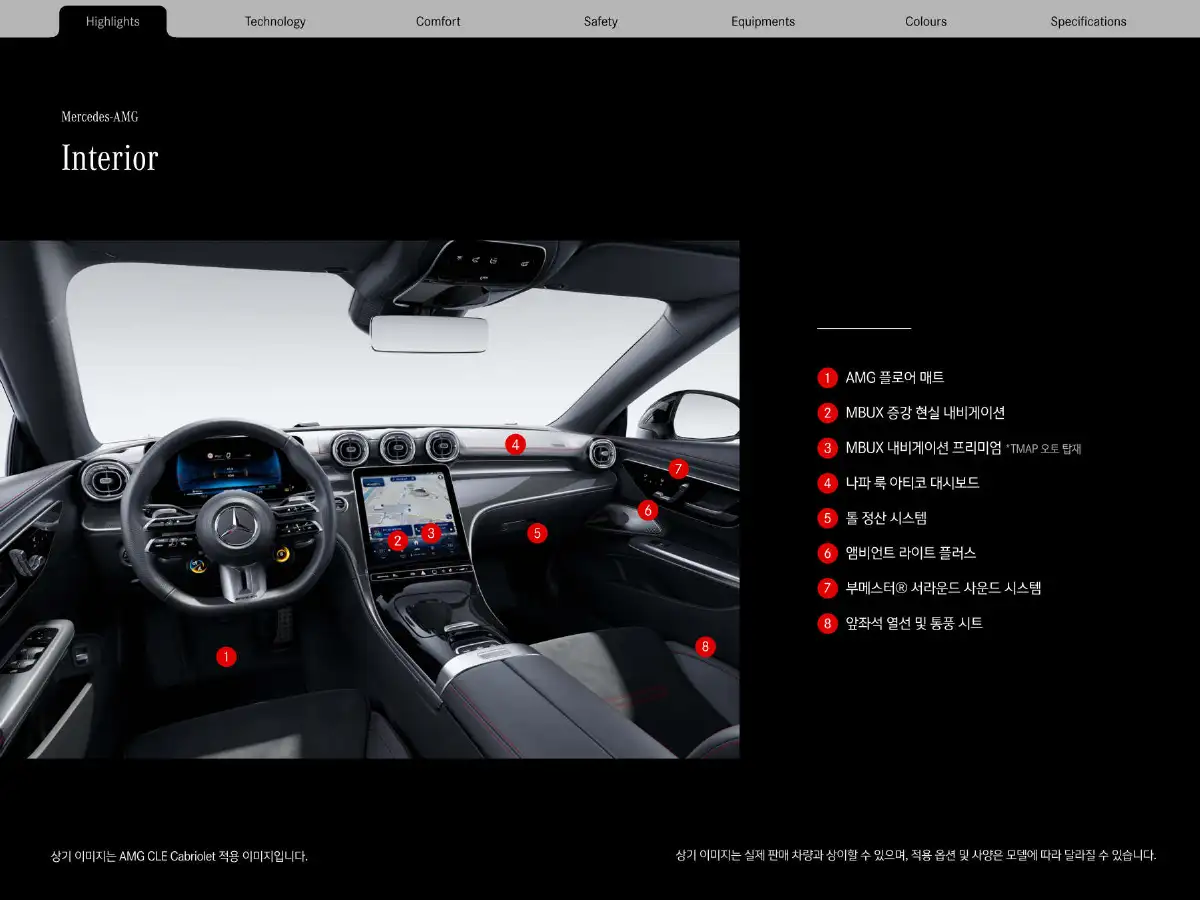 Highlights
Technology
Comfort
Safety
Equipments
Colours
Specifications
Mercedes-AMG
Interior
1 AMG 플로어 매트
2 MBUX 증강 현실 내비게이션
3 MBUX 내비게이션 프리미엄 *TMAP 오토 탑재
4 나파 룩 아티코 대시보드
5 톨 정산 시스템
6 앰비언트 라이트 플러스
7 부메스터® 서라운드 사운드 시스템
8 앞좌석 열선 및 통풍 시트
4
7
6
5
3
2
8
1
상기 이미지는 AMG CLE Cabriolet 적용 이미지입니다.
상기 이미지는 실제 판매 차량과 상이할 수 있으며, 적용 옵션 및 사양은 모델에 따라 달라질 수 있습니다.